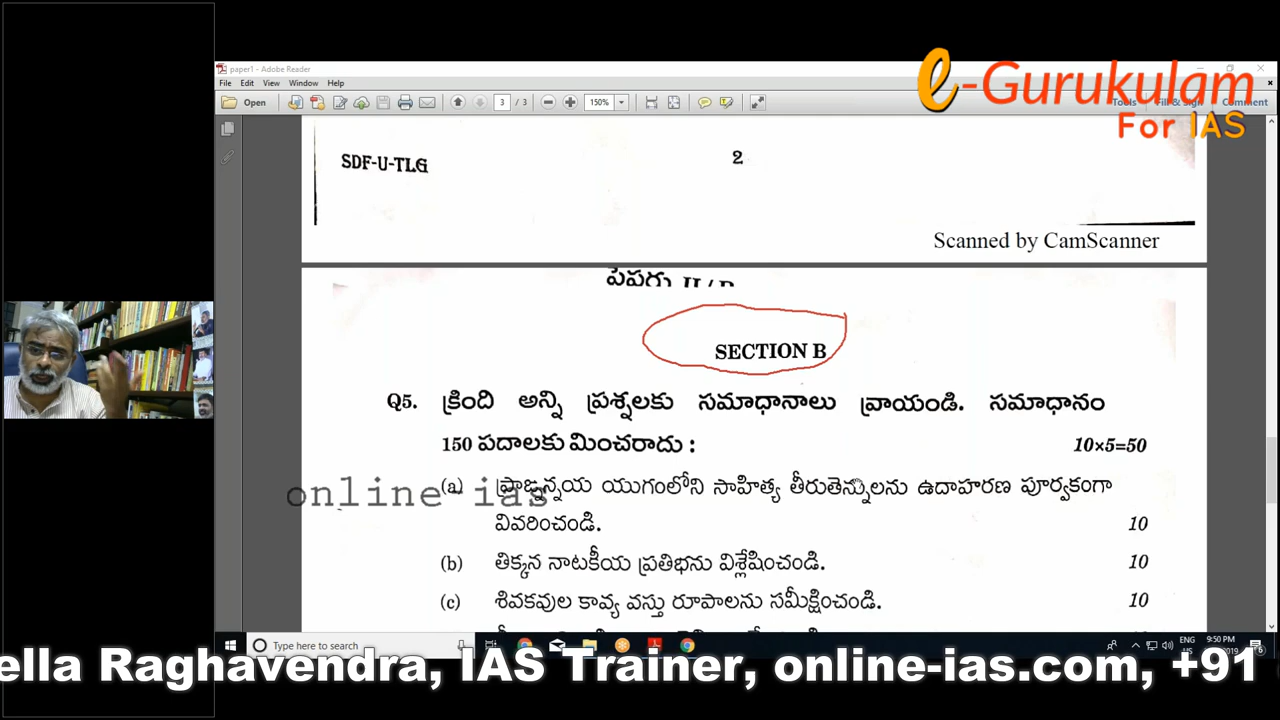 e-Gurukulam
For IAS
paper1 - Adobe Reader
File Edit View Window Help
Open 3 / 3 150% Tools Fill & Sign Comment
SDF-U-TLG 2
Scanned by CamScanner
SECTION B
Q5. క్రింది అన్ని ప్రశ్నలకు సమాధానాలు వ్రాయండి. సమాధానం
150 పదాలకు మించరాదు : 10×5=50
(a) ప్రాఙ్నన్నయ యుగంలోని సాహిత్య తీరుతెన్నులను ఉదాహరణ పూర్వకంగా
వివరించండి. 10
online ias
(b) తిక్కన నాటకీయ ప్రతిభను విశ్లేషించండి. 10
(c) శివకవుల కావ్య వస్తు రూపాలను సమీక్షించండి. 10
Type here to search
ENG 9:50 PM
US 2019
ella Raghavendra, IAS Trainer, online-ias.com, +91